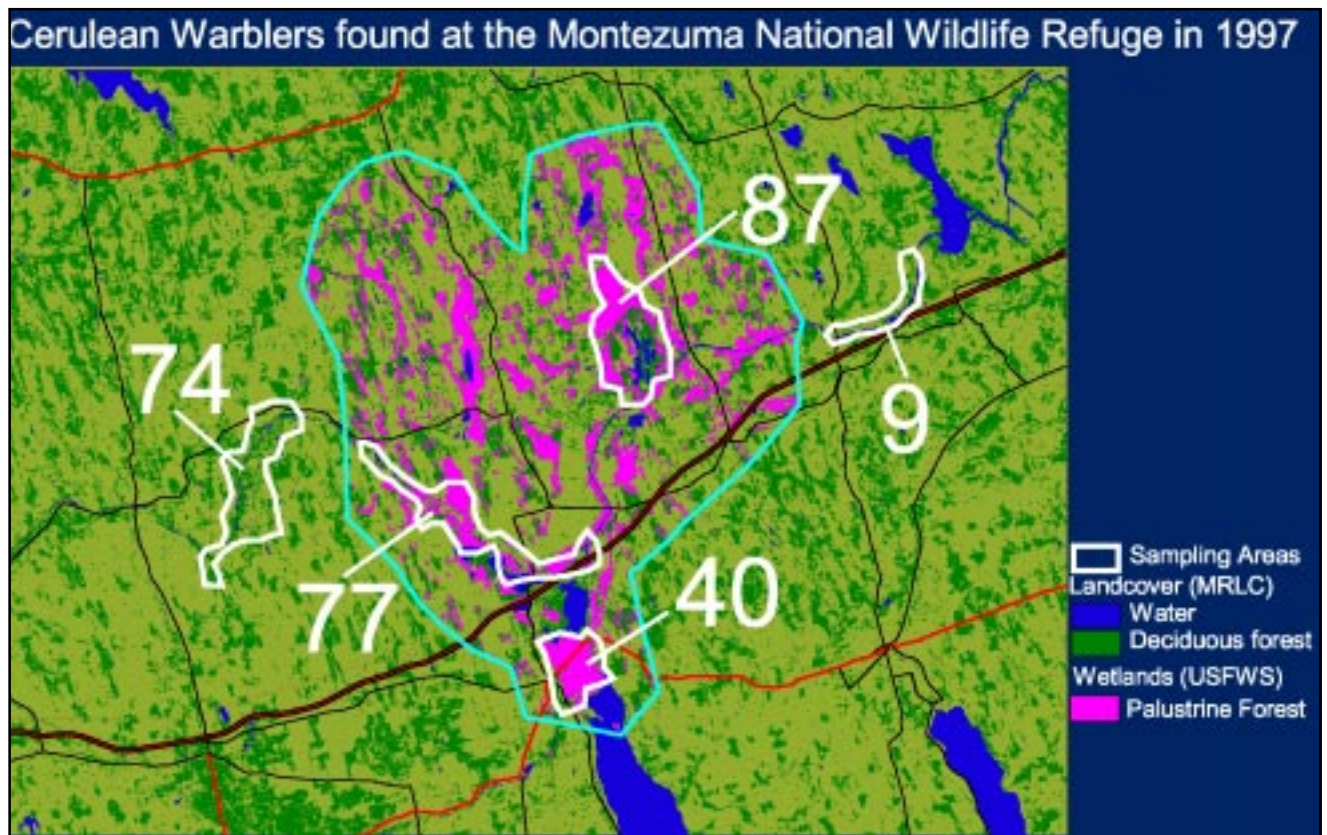 Cerulean Warblers found at the Montezuma National Wildlife Refuge in 1997
87
74
9
77
40
Sampling Areas
Landcover (MRLC)
Water
Deciduous forest
Wetlands (USFWS)
Palustrine Forest